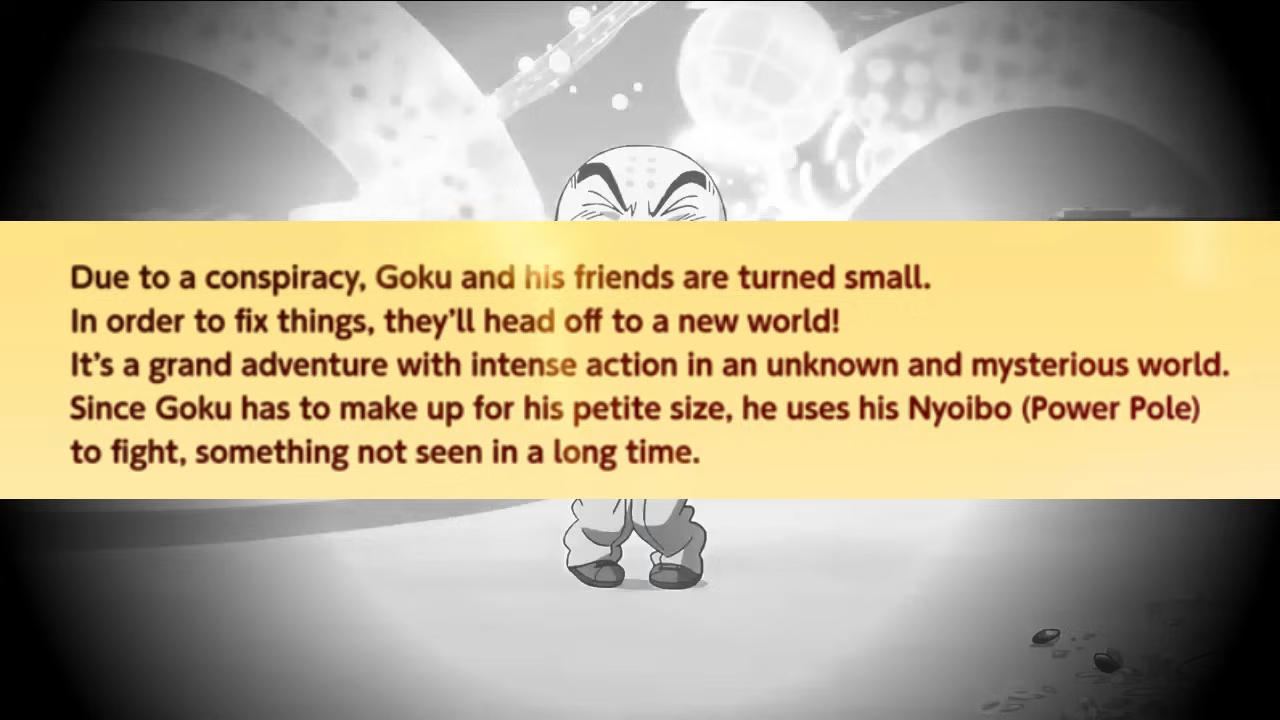 Due to a conspiracy, Goku and his friends are turned small.
In order to fix things, they’ll head off to a new world!
It’s a grand adventure with intense action in an unknown and mysterious world.
Since Goku has to make up for his petite size, he uses his Nyoibo (Power Pole)
to fight, something not seen in a long time.